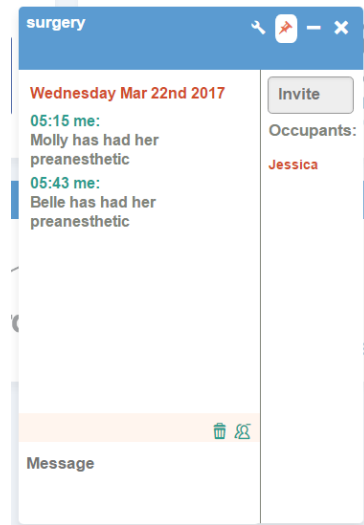 surgery
Wednesday Mar 22nd 2017
05:15 me:
Molly has had her
preanesthetic
05:43 me:
Belle has had her
preanesthetic
Message
Invite
Occupants:
Jessica